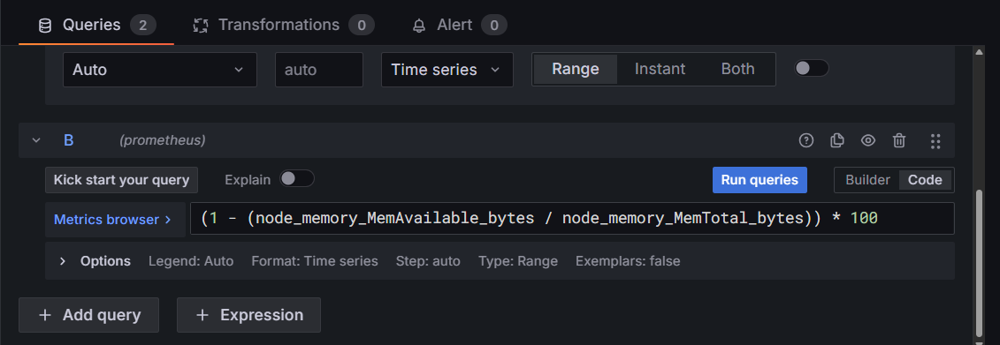 Queries 2 Transformations 0 Alert 0
Auto auto Time series Range Instant Both
B (prometheus)
Kick start your query Explain Run queries Builder Code
Metrics browser > (1 - (node_memory_MemAvailable_bytes / node_memory_MemTotal_bytes)) * 100
> Options Legend: Auto Format: Time series Step: auto Type: Range Exemplars: false
+ Add query + Expression